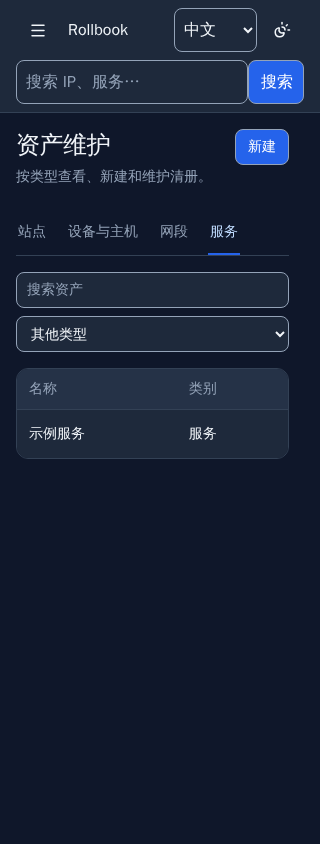 Rollbook
中文
搜索 IP、服务…
搜索
资产维护
新建
按类型查看、新建和维护清册。
站点
设备与主机
网段
服务
搜索资产
其他类型
名称
类别
示例服务
服务